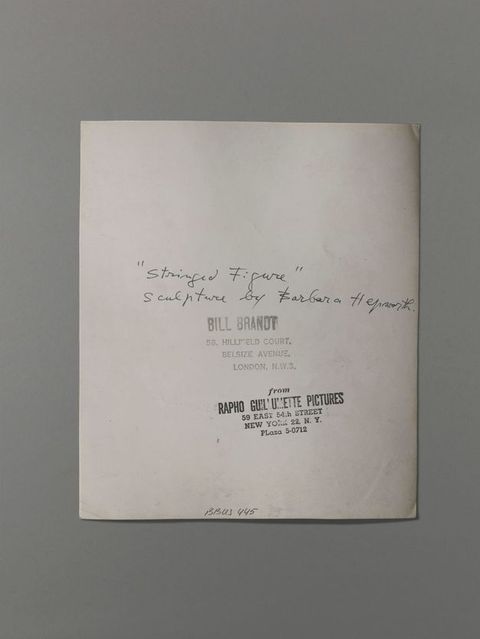 "Stringed Figure"
Sculpture by Barbara Hepworth.
BILL BRANDT
58, HILLFIELD COURT,
BELSIZE AVENUE,
LONDON, N.W.3.
from
RAPHO GUILLUMETTE PICTURES
59 EAST 54th STREET
NEW YORK 22, N. Y.
PLaza 5-0712
BBUS 445